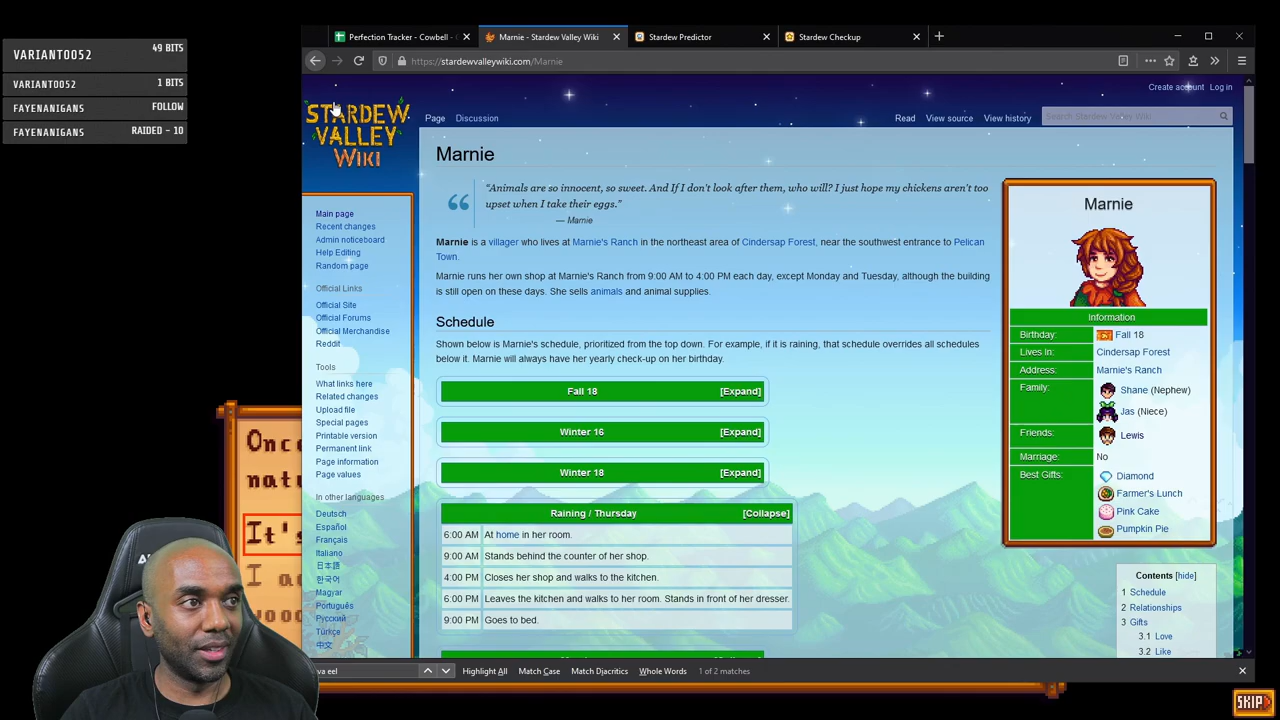 VARIANT0052 49 BITS
VARIANT0052 1 BITS
FAYENANIGANS FOLLOW
FAYENANIGANS RAIDED - 10
Perfection Tracker - Cowbell -
Marnie - Stardew Valley Wiki
Stardew Predictor
Stardew Checkup
https://stardewvalleywiki.com/Marnie
Create account Log in
STARDEW
VALLEY
WIKI
Page Discussion
Read View source View history
Search Stardew Valley Wiki
Main page
Recent changes
Admin noticeboard
Help Editing
Random page
Official Links
Official Site
Official Forums
Official Merchandise
Reddit
Tools
What links here
Related changes
Upload file
Special pages
Printable version
Permanent link
Page information
Page values
In other languages
Deutsch
Español
Français
Italiano
日本語
한국어
Magyar
Português
Русский
Türkçe
中文
Marnie
“Animals are so innocent, so sweet. And If I don't look after them, who will? I just hope my chickens aren't too
upset when I take their eggs.”
— Marnie
Marnie is a villager who lives at Marnie's Ranch in the northeast area of Cindersap Forest, near the southwest entrance to Pelican
Town.
Marnie runs her own shop at Marnie's Ranch from 9:00 AM to 4:00 PM each day, except Monday and Tuesday, although the building
is still open on these days. She sells animals and animal supplies.
Schedule
Shown below is Marnie's schedule, prioritized from the top down. For example, if it is raining, that schedule overrides all schedules
below it. Marnie will always have her yearly check-up on her birthday.
Fall 18 [Expand]
Winter 16 [Expand]
Winter 18 [Expand]
Raining / Thursday [Collapse]
6:00 AM At home in her room.
9:00 AM Stands behind the counter of her shop.
4:00 PM Closes her shop and walks to the kitchen.
6:00 PM Leaves the kitchen and walks to her room. Stands in front of her dresser.
9:00 PM Goes to bed.
Marnie
Information
Birthday: Fall 18
Lives In: Cindersap Forest
Address: Marnie's Ranch
Family: Shane (Nephew)
Jas (Niece)
Friends: Lewis
Marriage: No
Best Gifts: Diamond
Farmer's Lunch
Pink Cake
Pumpkin Pie
Contents [hide]
1 Schedule
2 Relationships
3 Gifts
3.1 Love
3.2 Like
va eel
Highlight All Match Case Match Diacritics Whole Words 1 of 2 matches
natu
It's
SKIP